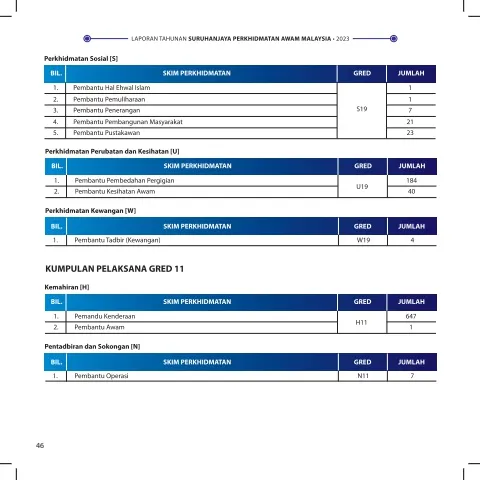 LAPORAN TAHUNAN SURUHANJAYA PERKHIDMATAN AWAM MALAYSIA • 2023
Perkhidmatan Sosial [S]
BIL. SKIM PERKHIDMATAN GRED JUMLAH
1. Pembantu Hal Ehwal Islam S19 1
2. Pembantu Pemuliharaan 1
3. Pembantu Penerangan 7
4. Pembantu Pembangunan Masyarakat 21
5. Pembantu Pustakawan 23
Perkhidmatan Perubatan dan Kesihatan [U]
BIL. SKIM PERKHIDMATAN GRED JUMLAH
1. Pembantu Pembedahan Pergigian U19 184
2. Pembantu Kesihatan Awam 40
Perkhidmatan Kewangan [W]
BIL. SKIM PERKHIDMATAN GRED JUMLAH
1. Pembantu Tadbir (Kewangan) W19 4
KUMPULAN PELAKSANA GRED 11
Kemahiran [H]
BIL. SKIM PERKHIDMATAN GRED JUMLAH
1. Pemandu Kenderaan H11 647
2. Pembantu Awam 1
Pentadbiran dan Sokongan [N]
BIL. SKIM PERKHIDMATAN GRED JUMLAH
1. Pembantu Operasi N11 7
46